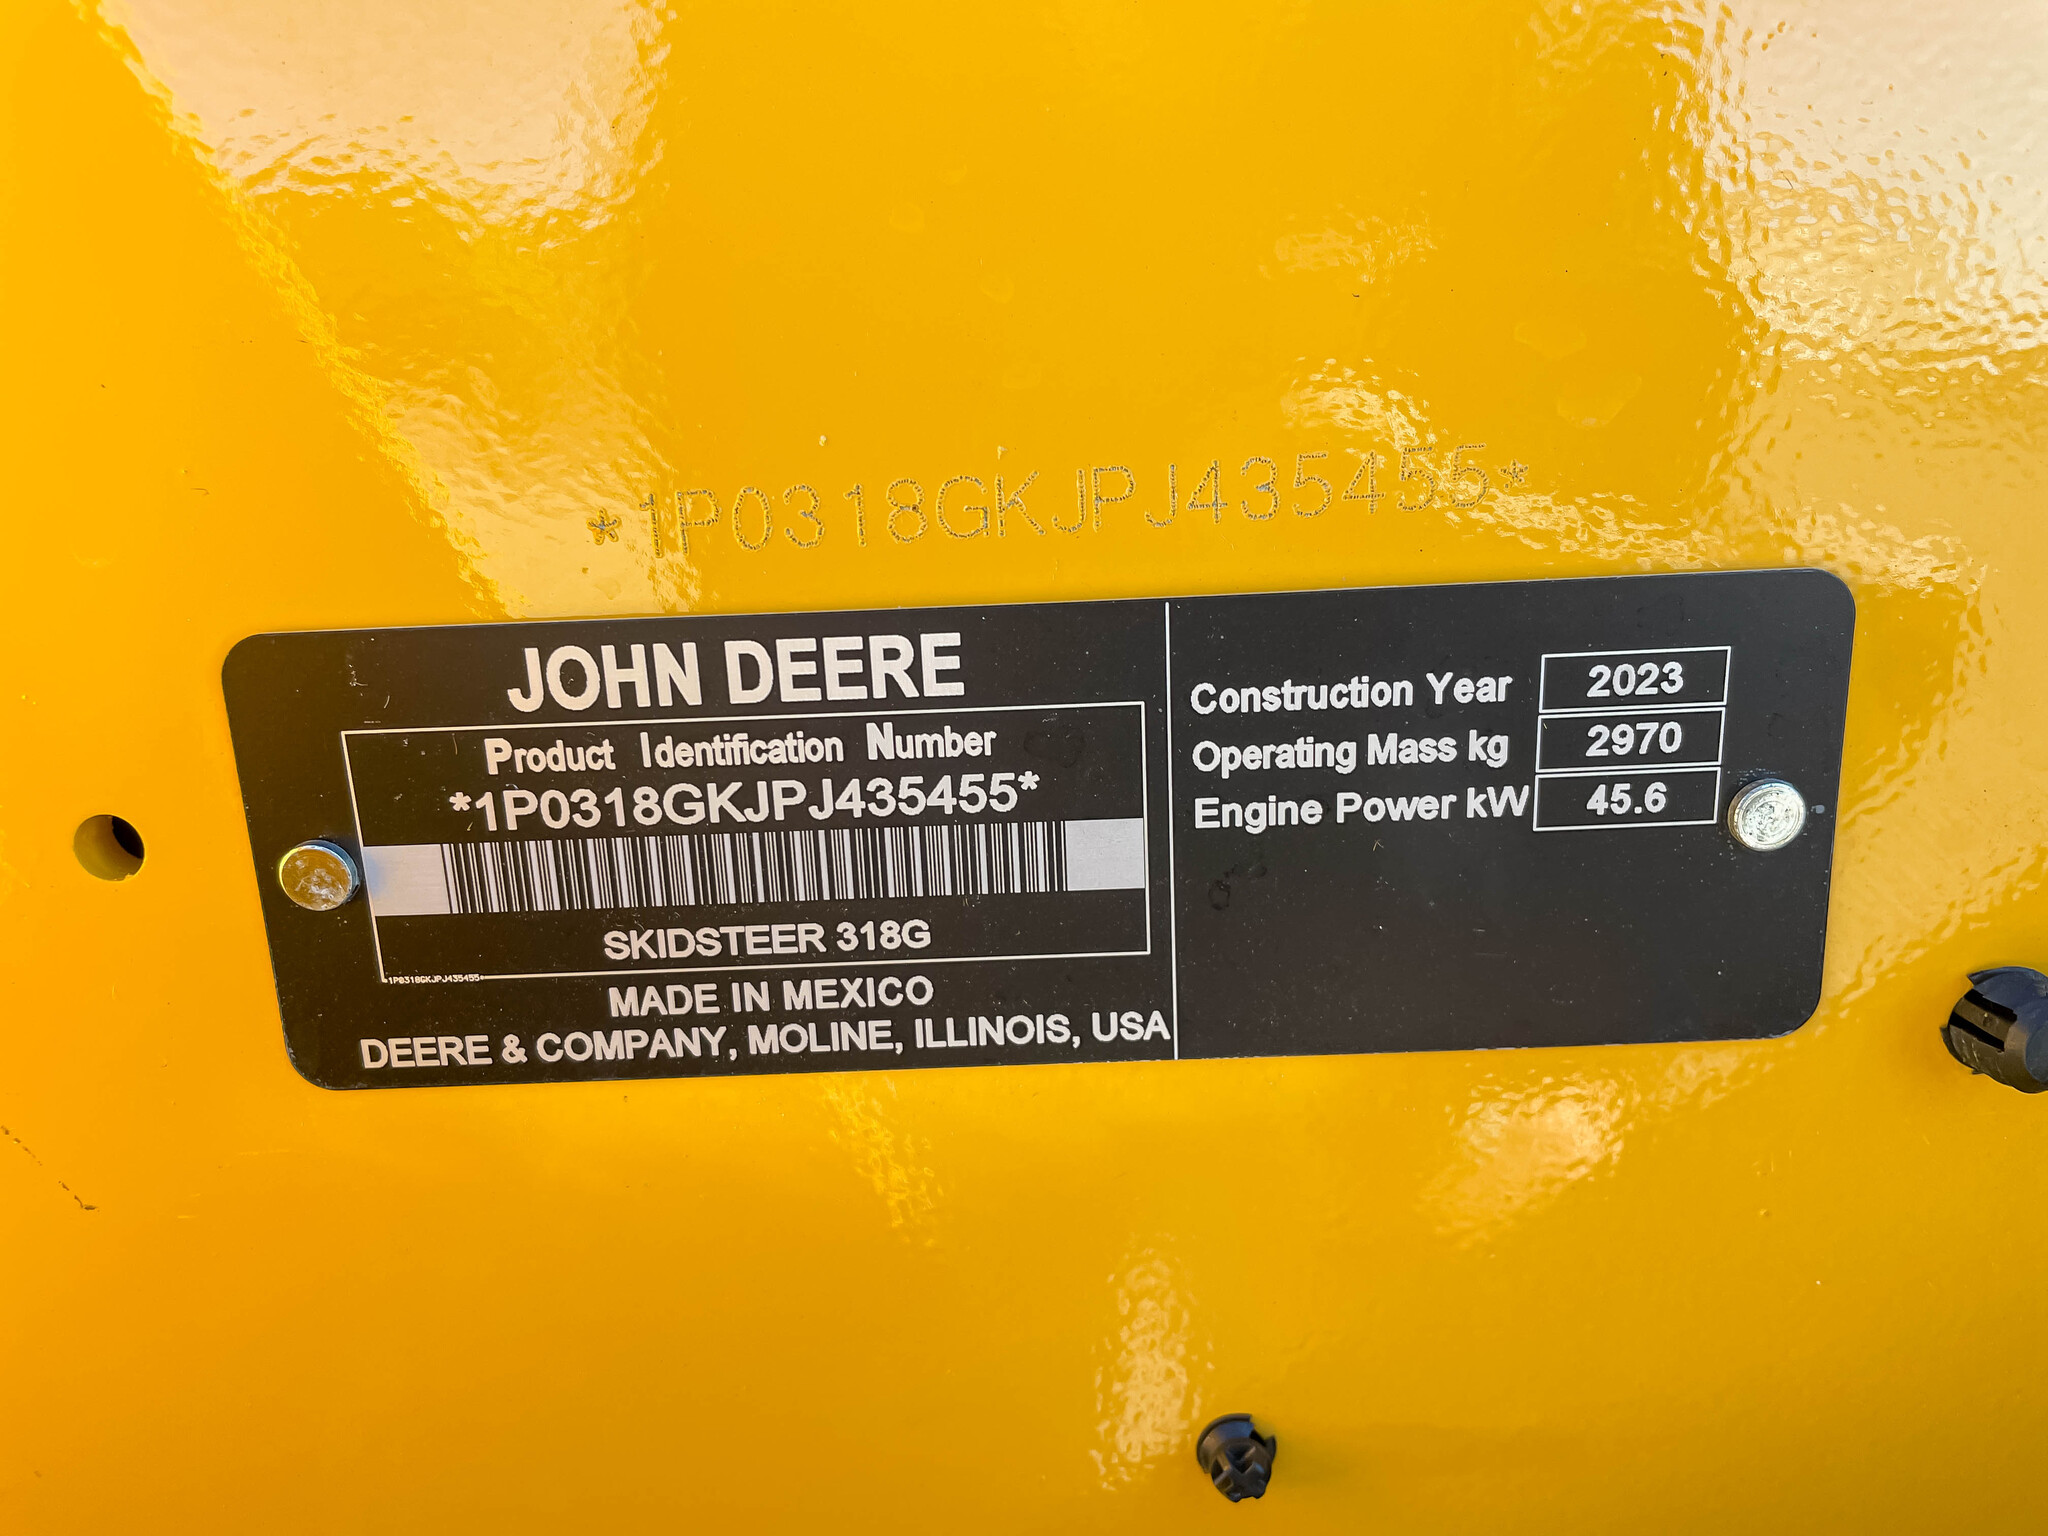 *1P0318GKJPJ435455*
JOHN DEERE
Product Identification Number
*1P0318GKJPJ435455*
SKIDSTEER 318G
1P0318GKJPJ435455
MADE IN MEXICO
DEERE & COMPANY, MOLINE, ILLINOIS, USA
Construction Year 2023
Operating Mass kg 2970
Engine Power kW 45.6